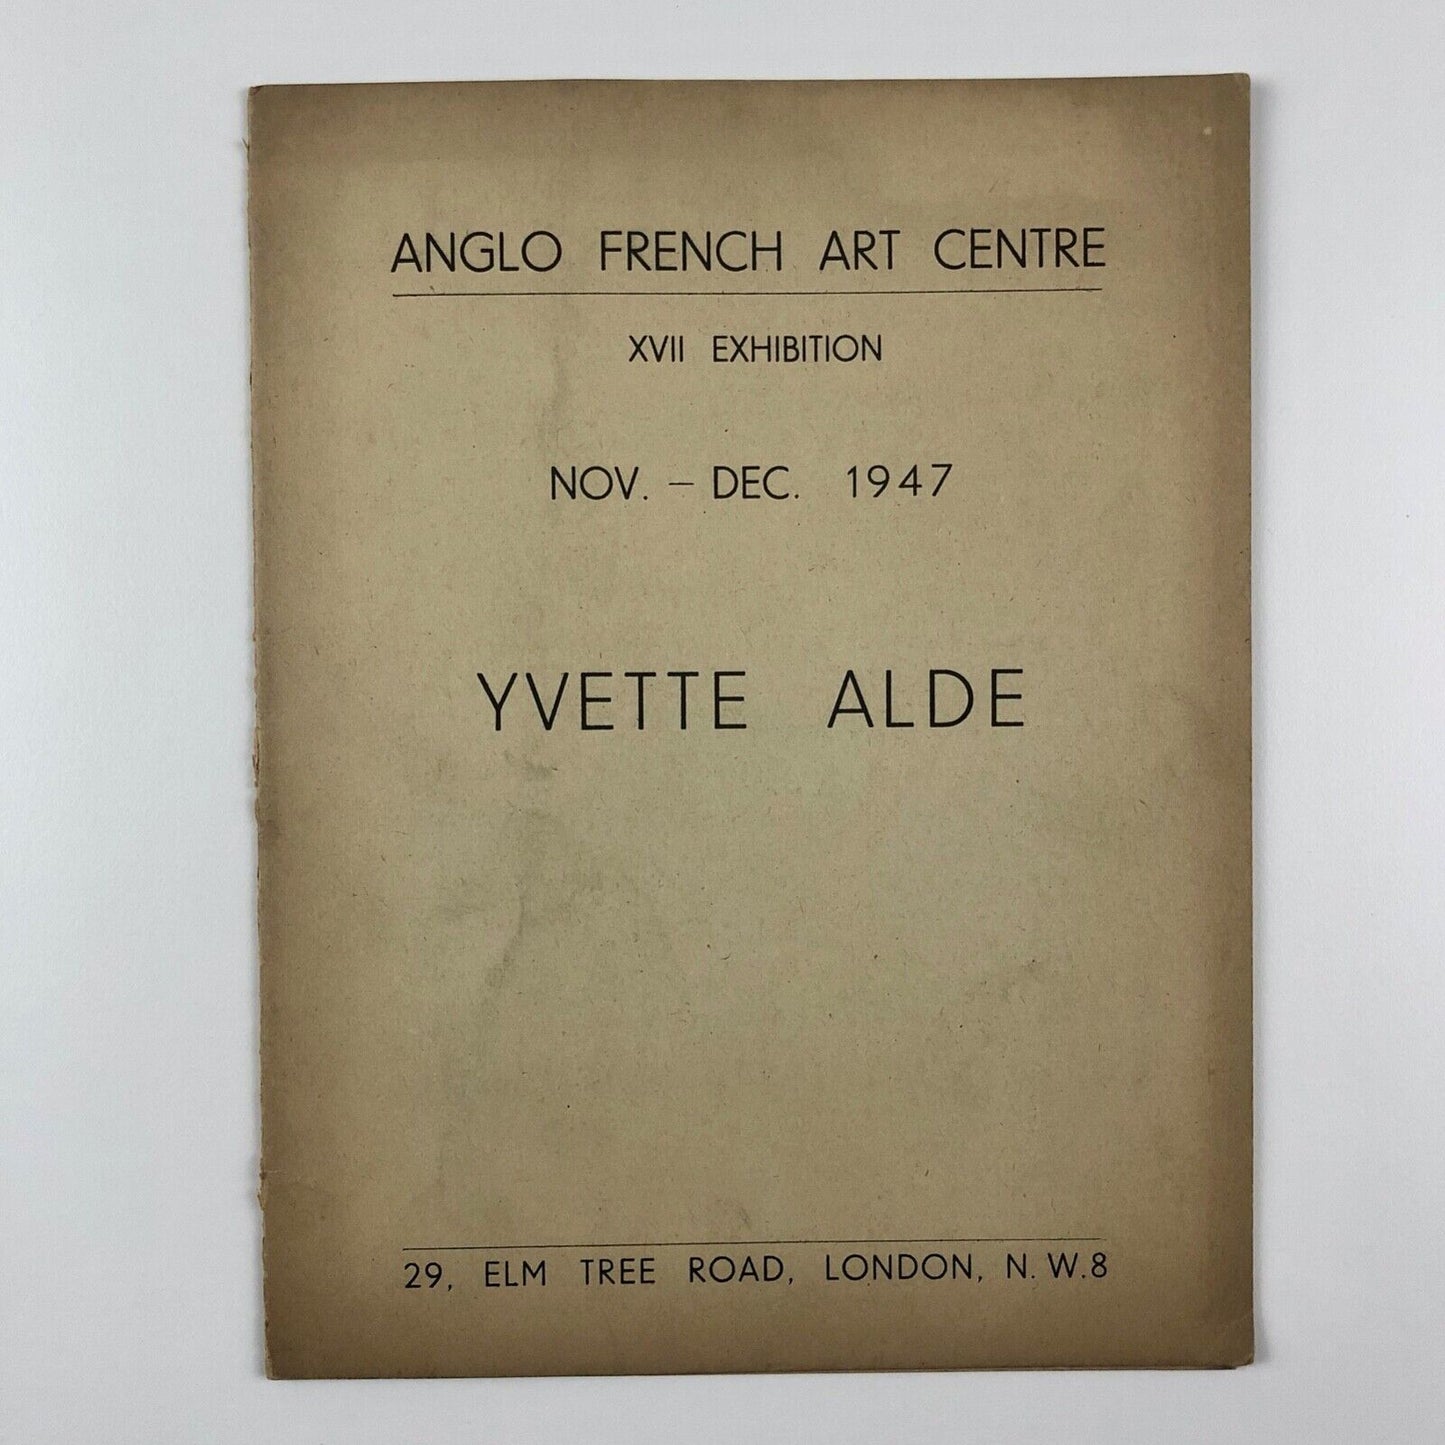 ANGLO FRENCH ART CENTRE
XVII EXHIBITION
NOV. – DEC. 1947
YVETTE ALDE
29, ELM TREE ROAD, LONDON, N. W.8